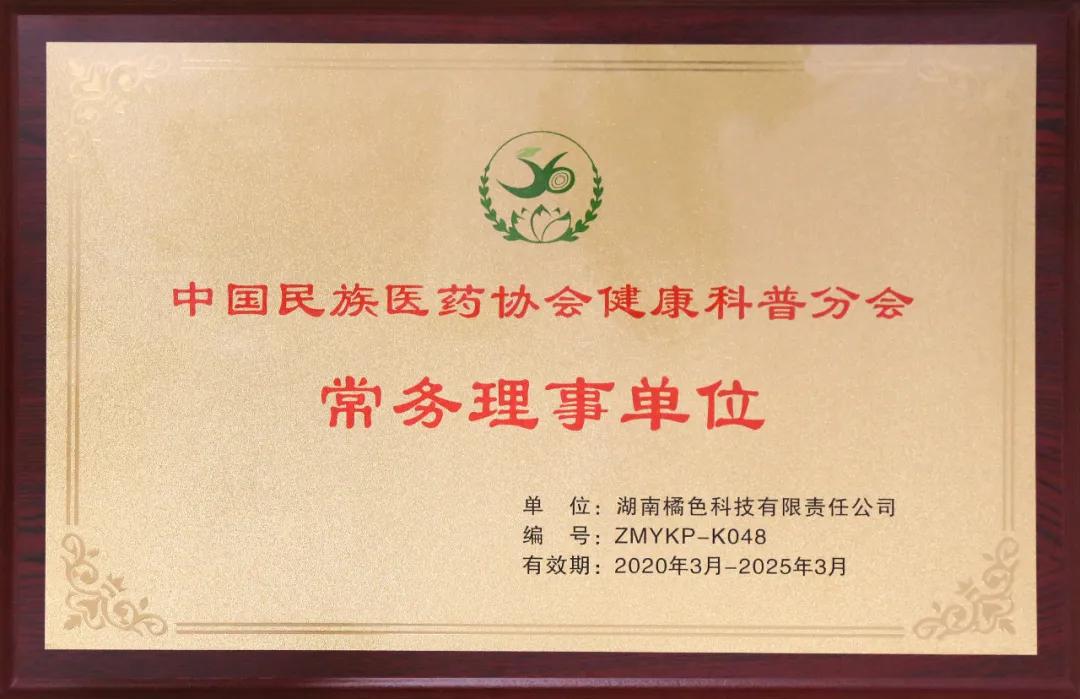 中国民族医药协会健康科普分会
常务理事单位
单 位：湖南橘色科技有限责任公司
编 号：ZMYKP-K048
有效期：2020年3月-2025年3月